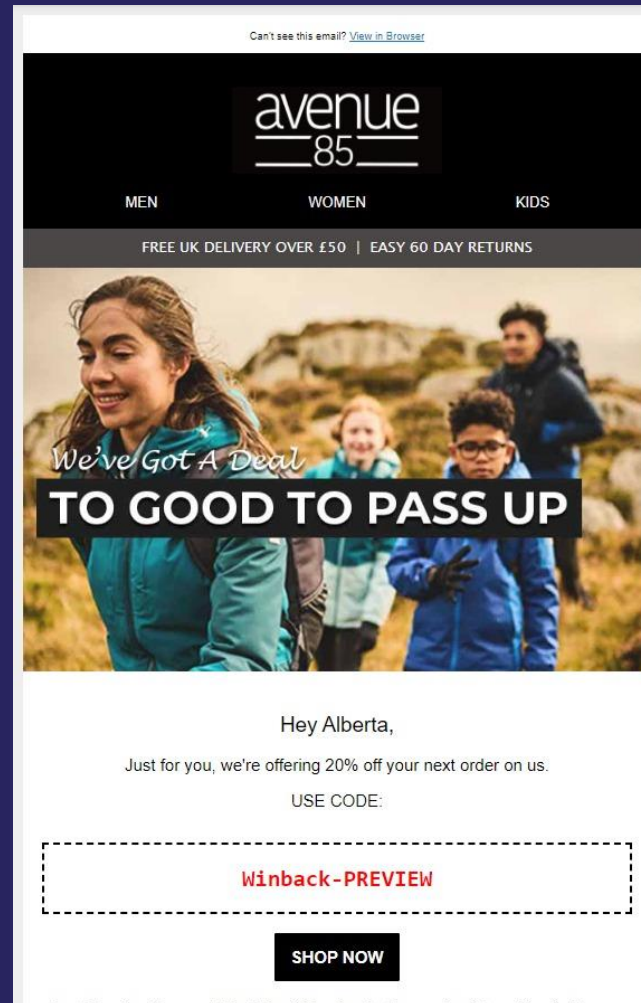 Can't see this email? View in Browser
avenue
85
MEN WOMEN KIDS
FREE UK DELIVERY OVER £50 | EASY 60 DAY RETURNS
We've Got A Deal
TO GOOD TO PASS UP
Hey Alberta,
Just for you, we're offering 20% off your next order on us.
USE CODE:
Winback-PREVIEW
SHOP NOW